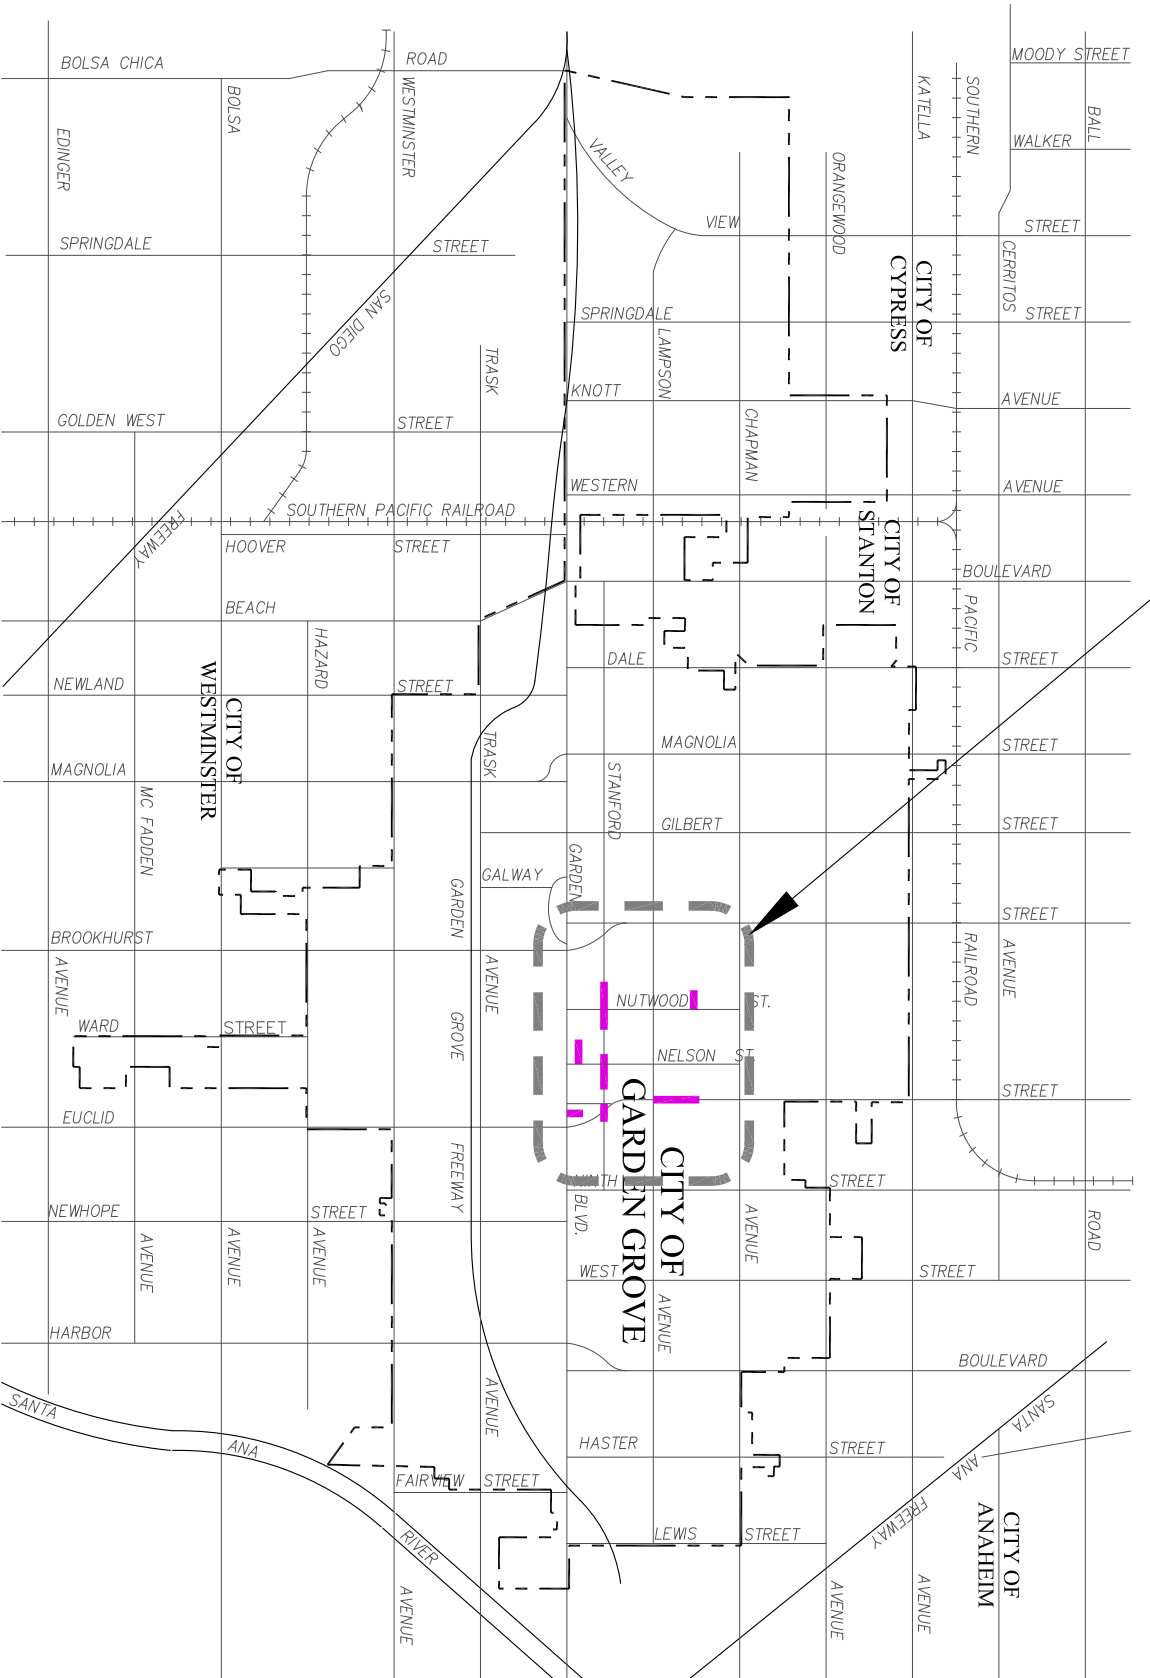 BOLSA CHICA
ROAD
MOODY STREET
BOLSA
WESTMINSTER
KATELLA
SOUTHERN
BALL
EDINGER
WALKER
VALLEY
VIEW
ORANGEWOOD
STREET
SPRINGDALE
STREET
CERRITOS
CITY OF
CYPRESS
SAN DIEGO
SPRINGDALE
STREET
TRASK
LAMPSON
KNOTT
AVENUE
GOLDEN WEST
STREET
CHAPMAN
WESTERN
AVENUE
SOUTHERN PACIFIC RAILROAD
FREEWAY
HOOVER
STREET
CITY OF
STANTON
BOULEVARD
BEACH
PACIFIC
HAZARD
DALE
STREET
NEWLAND
STREET
CITY OF
WESTMINSTER
TRASK
MAGNOLIA
STREET
MAGNOLIA
STANFORD
MC FADDEN
GILBERT
STREET
GALWAY
GARDEN
GARDEN
STREET
BROOKHURST
AVENUE
AVENUE
RAILROAD
AVENUE
NUTWOOD
ST.
WARD
STREET
GROVE
NELSON
ST.
STREET
EUCLID
CITY OF
GARDEN GROVE
FREEWAY
NINTH
STREET
NEWHOPE
STREET
BLVD.
AVENUE
ROAD
AVENUE
AVENUE
AVENUE
WEST
STREET
AVENUE
HARBOR
BOULEVARD
SANTA
AVENUE
SANTA
ANA
HASTER
STREET
ANA
FAIRVIEW
STREET
FREEWAY
CITY OF
ANAHEIM
RIVER
LEWIS
STREET
AVENUE
AVENUE
AVENUE